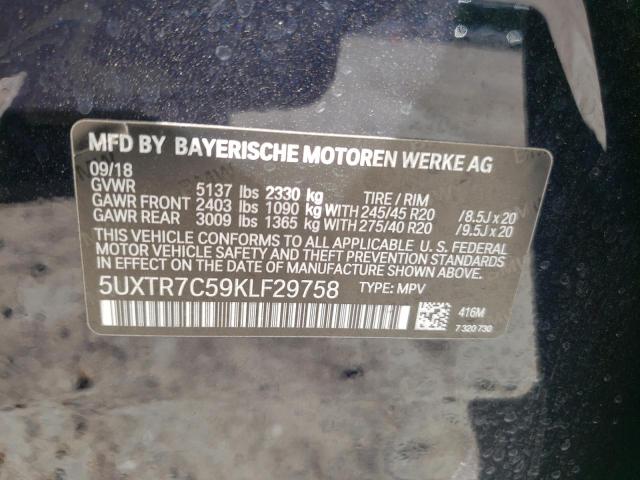 MFD BY BAYERISCHE MOTOREN WERKE AG
09/18
GVWR 5137 lbs 2330 kg TIRE / RIM
GAWR FRONT 2403 lbs 1090 kg WITH 245/45 R20 /8.5J x 20
GAWR REAR 3009 lbs 1365 kg WITH 275/40 R20 /9.5J x 20
THIS VEHICLE CONFORMS TO ALL APPLICABLE U. S. FEDERAL
MOTOR VEHICLE SAFETY AND THEFT PREVENTION STANDARDS
IN EFFECT ON THE DATE OF MANUFACTURE SHOWN ABOVE.
5UXTR7C59KLF29758 TYPE: MPV
416M
7 320 730